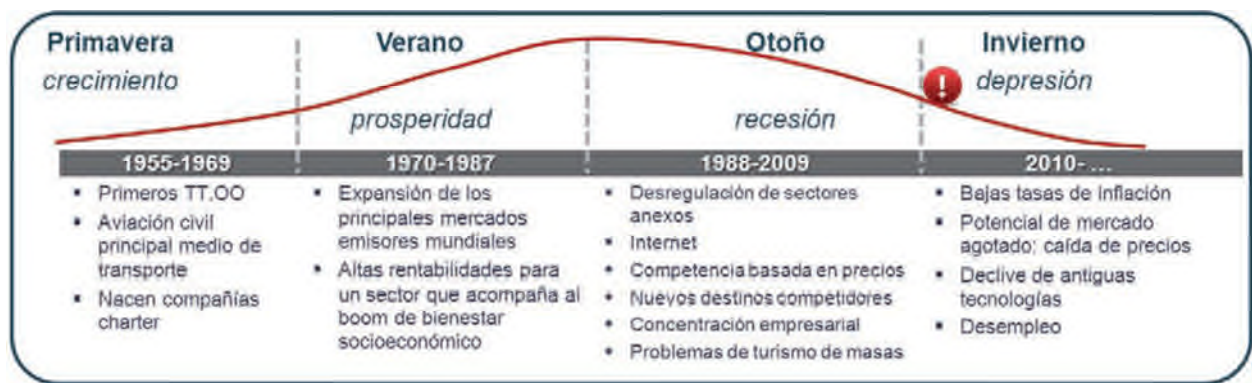 Primavera
crecimiento
Verano
prosperidad
Otoño
recesión
Invierno
!
depresión
1955-1969
1970-1987
1988-2009
2010- ...
▪ Primeros TT.OO
▪ Aviación civil
principal medio de
transporte
▪ Nacen compañías
charter
▪ Expansión de los
principales mercados
emisores mundiales
▪ Altas rentabilidades para
un sector que acompaña al
boom de bienestar
socioeconómico
▪ Desregulación de sectores
anexos
▪ Internet
▪ Competencia basada en precios
▪ Nuevos destinos competidores
▪ Concentración empresarial
▪ Problemas de turismo de masas
▪ Bajas tasas de inflación
▪ Potencial de mercado
agotado: caída de precios
▪ Declive de antiguas
tecnologías
▪ Desempleo